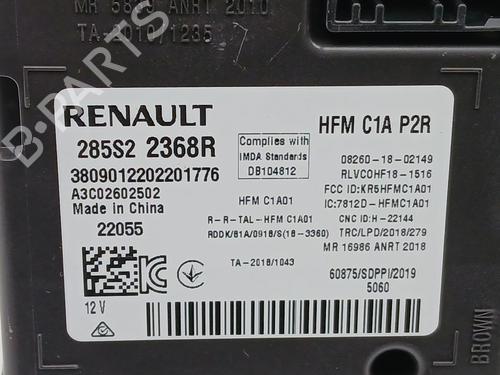 MR 5839 ANRT 2010
TA-2010/1235
B-PARTS
RENAULT
HFM C1A P2R
285S2 2368R
3809012202201776
A3C02602502
Made in China
22055
12 V
Complies with
IMDA Standards
DB104812
HFM C1A01
R-R-TAL-HFM C1A01
RDDK/81A/0918/S(18-3360)
TA-2018/1043
08260-18-02149
RLVCOHF18-1516
FCC ID:KR5HFMC1A01
IC:7812D-HFMC1A01
CNC ID:H-22144
TRC/LPD/2018/279
MR 16986 ANRT 2018
60875/SDPPI/2019
5060
BROWN